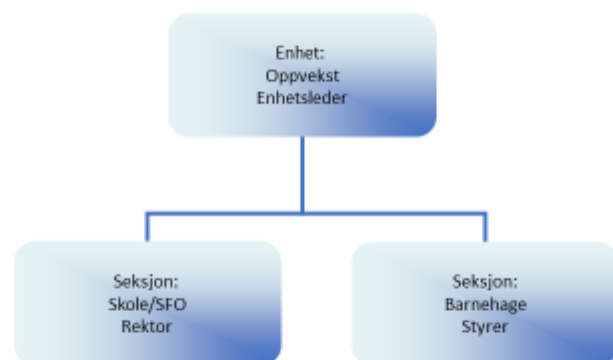 Enhet:
Oppvekst
Enhetsleder
Seksjon:
Skole/SFO
Rektor
Seksjon:
Barnehage
Styrer